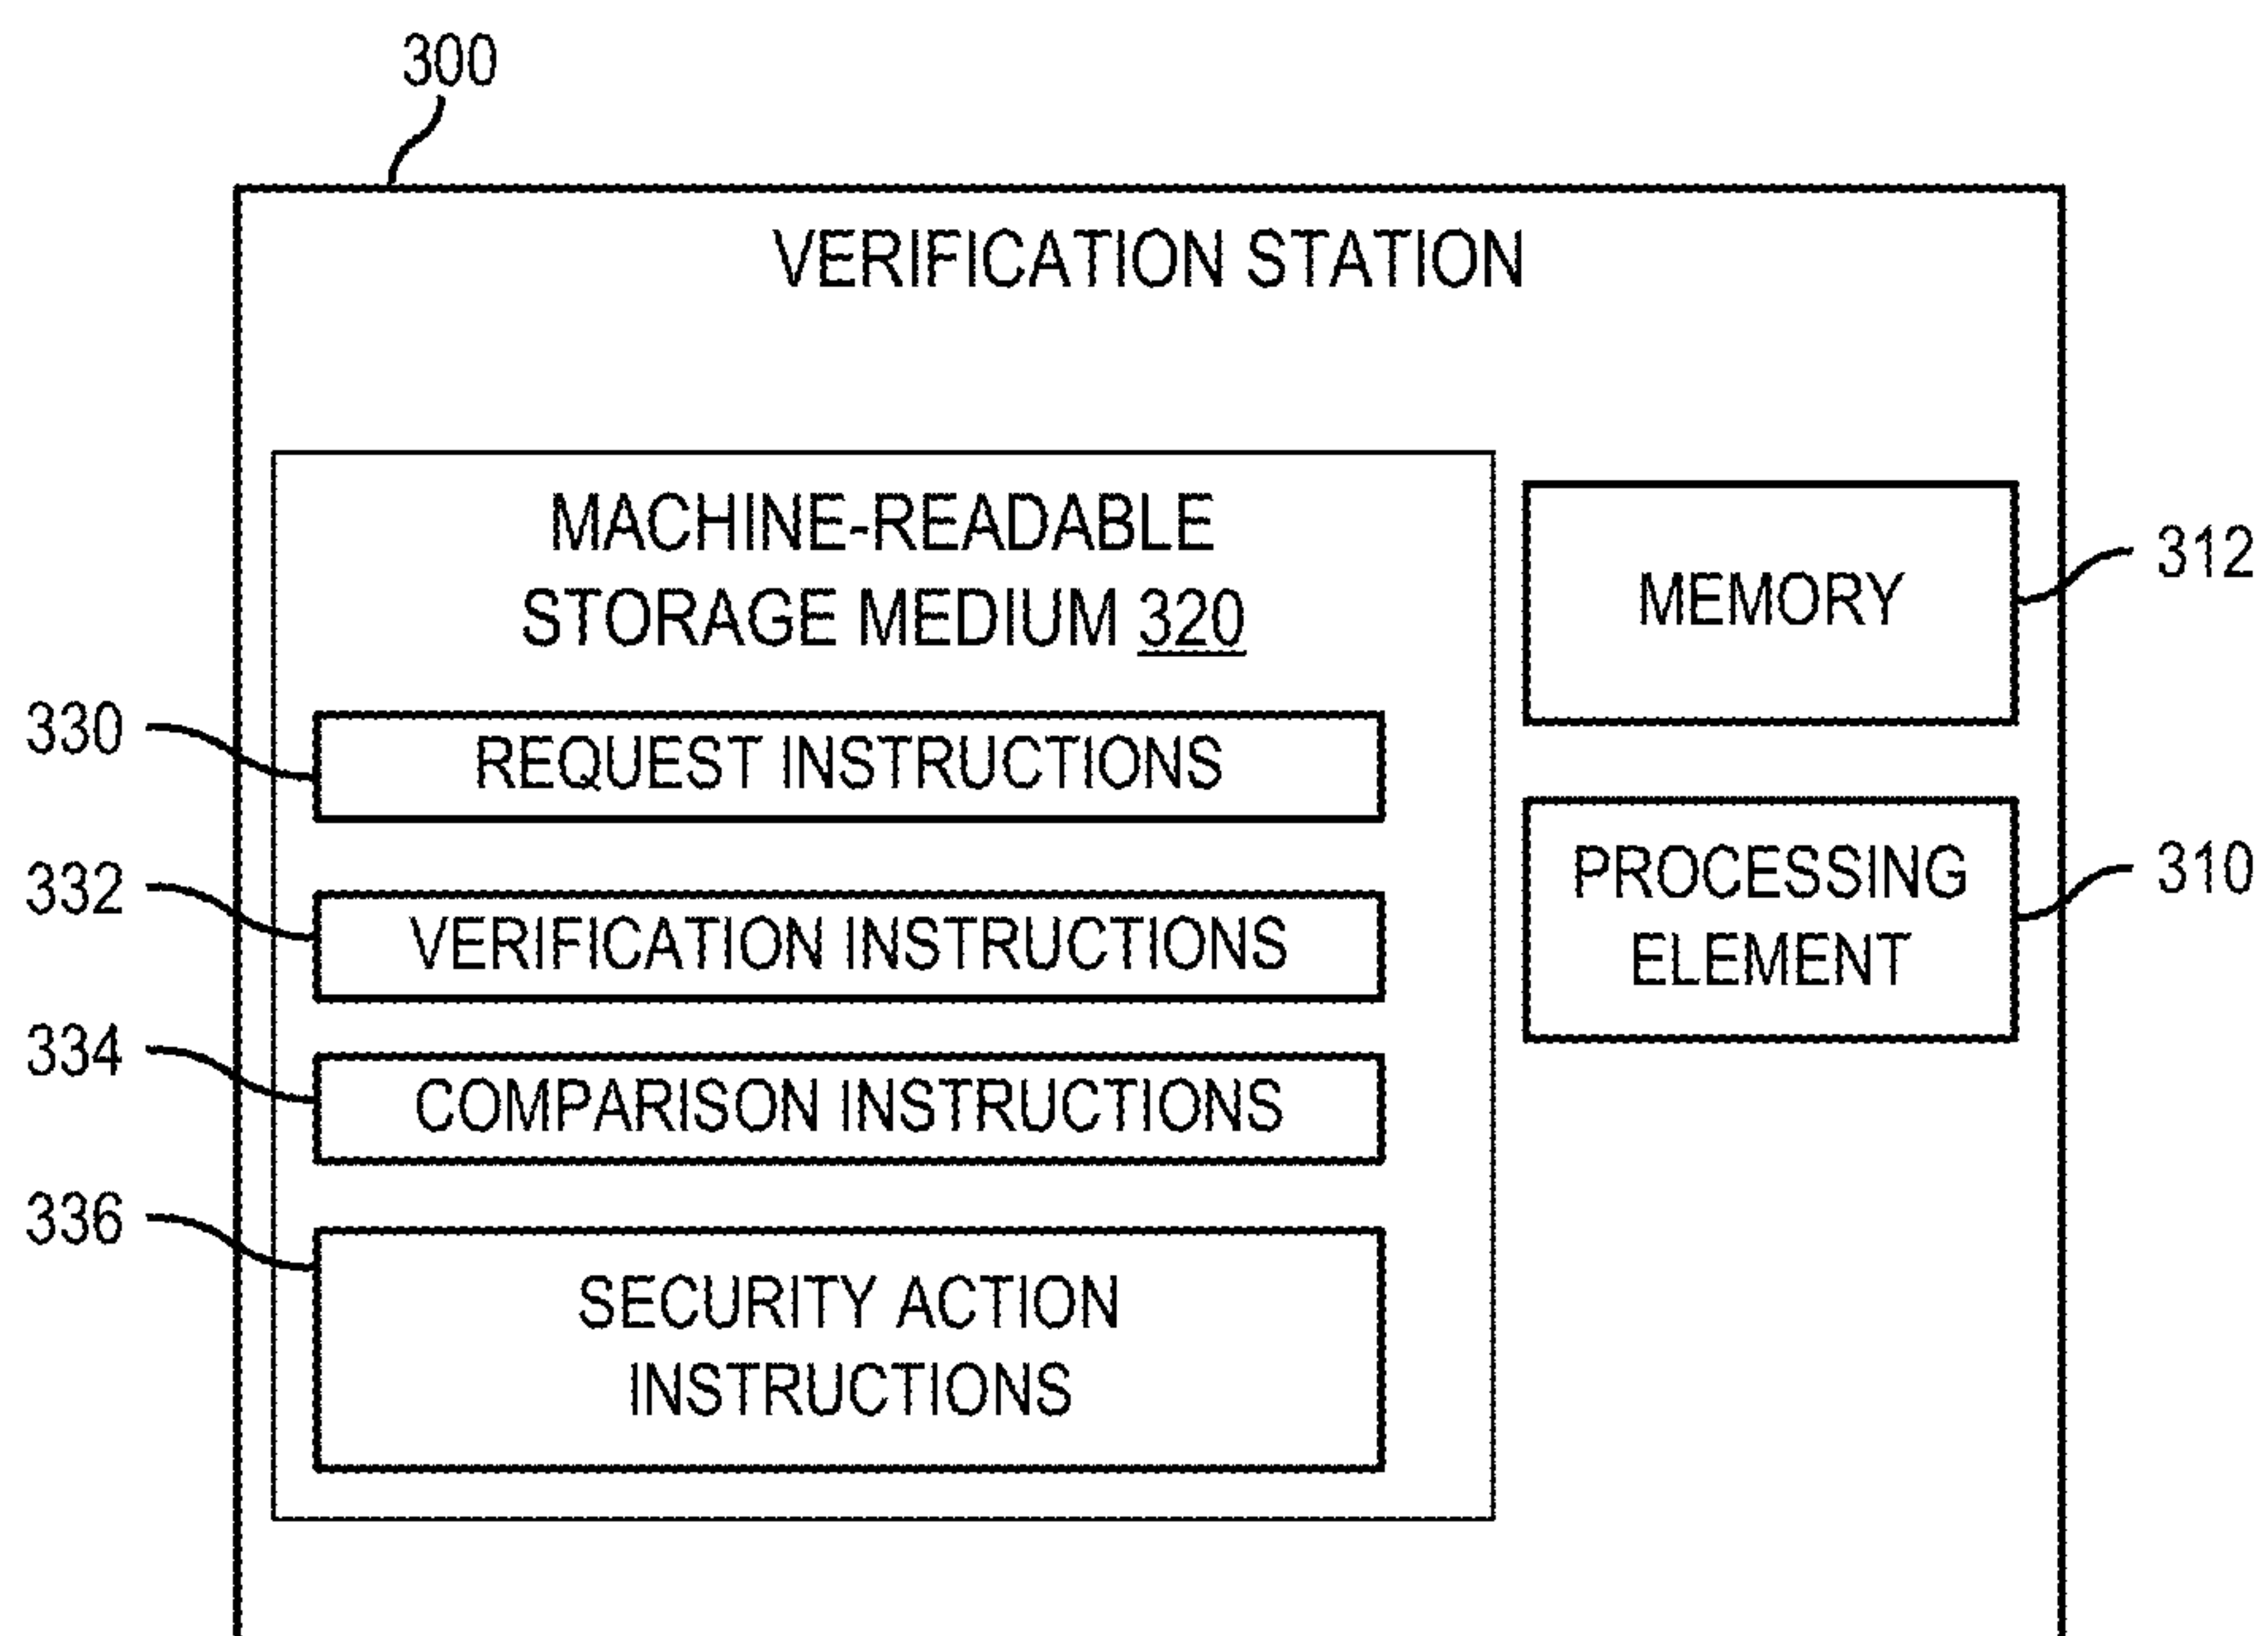 300
VERIFICATION STATION
MACHINE-READABLE
STORAGE MEDIUM 320
330
REQUEST INSTRUCTIONS
332
VERIFICATION INSTRUCTIONS
334
COMPARISON INSTRUCTIONS
336
SECURITY ACTION
INSTRUCTIONS
MEMORY
312
PROCESSING
ELEMENT
310